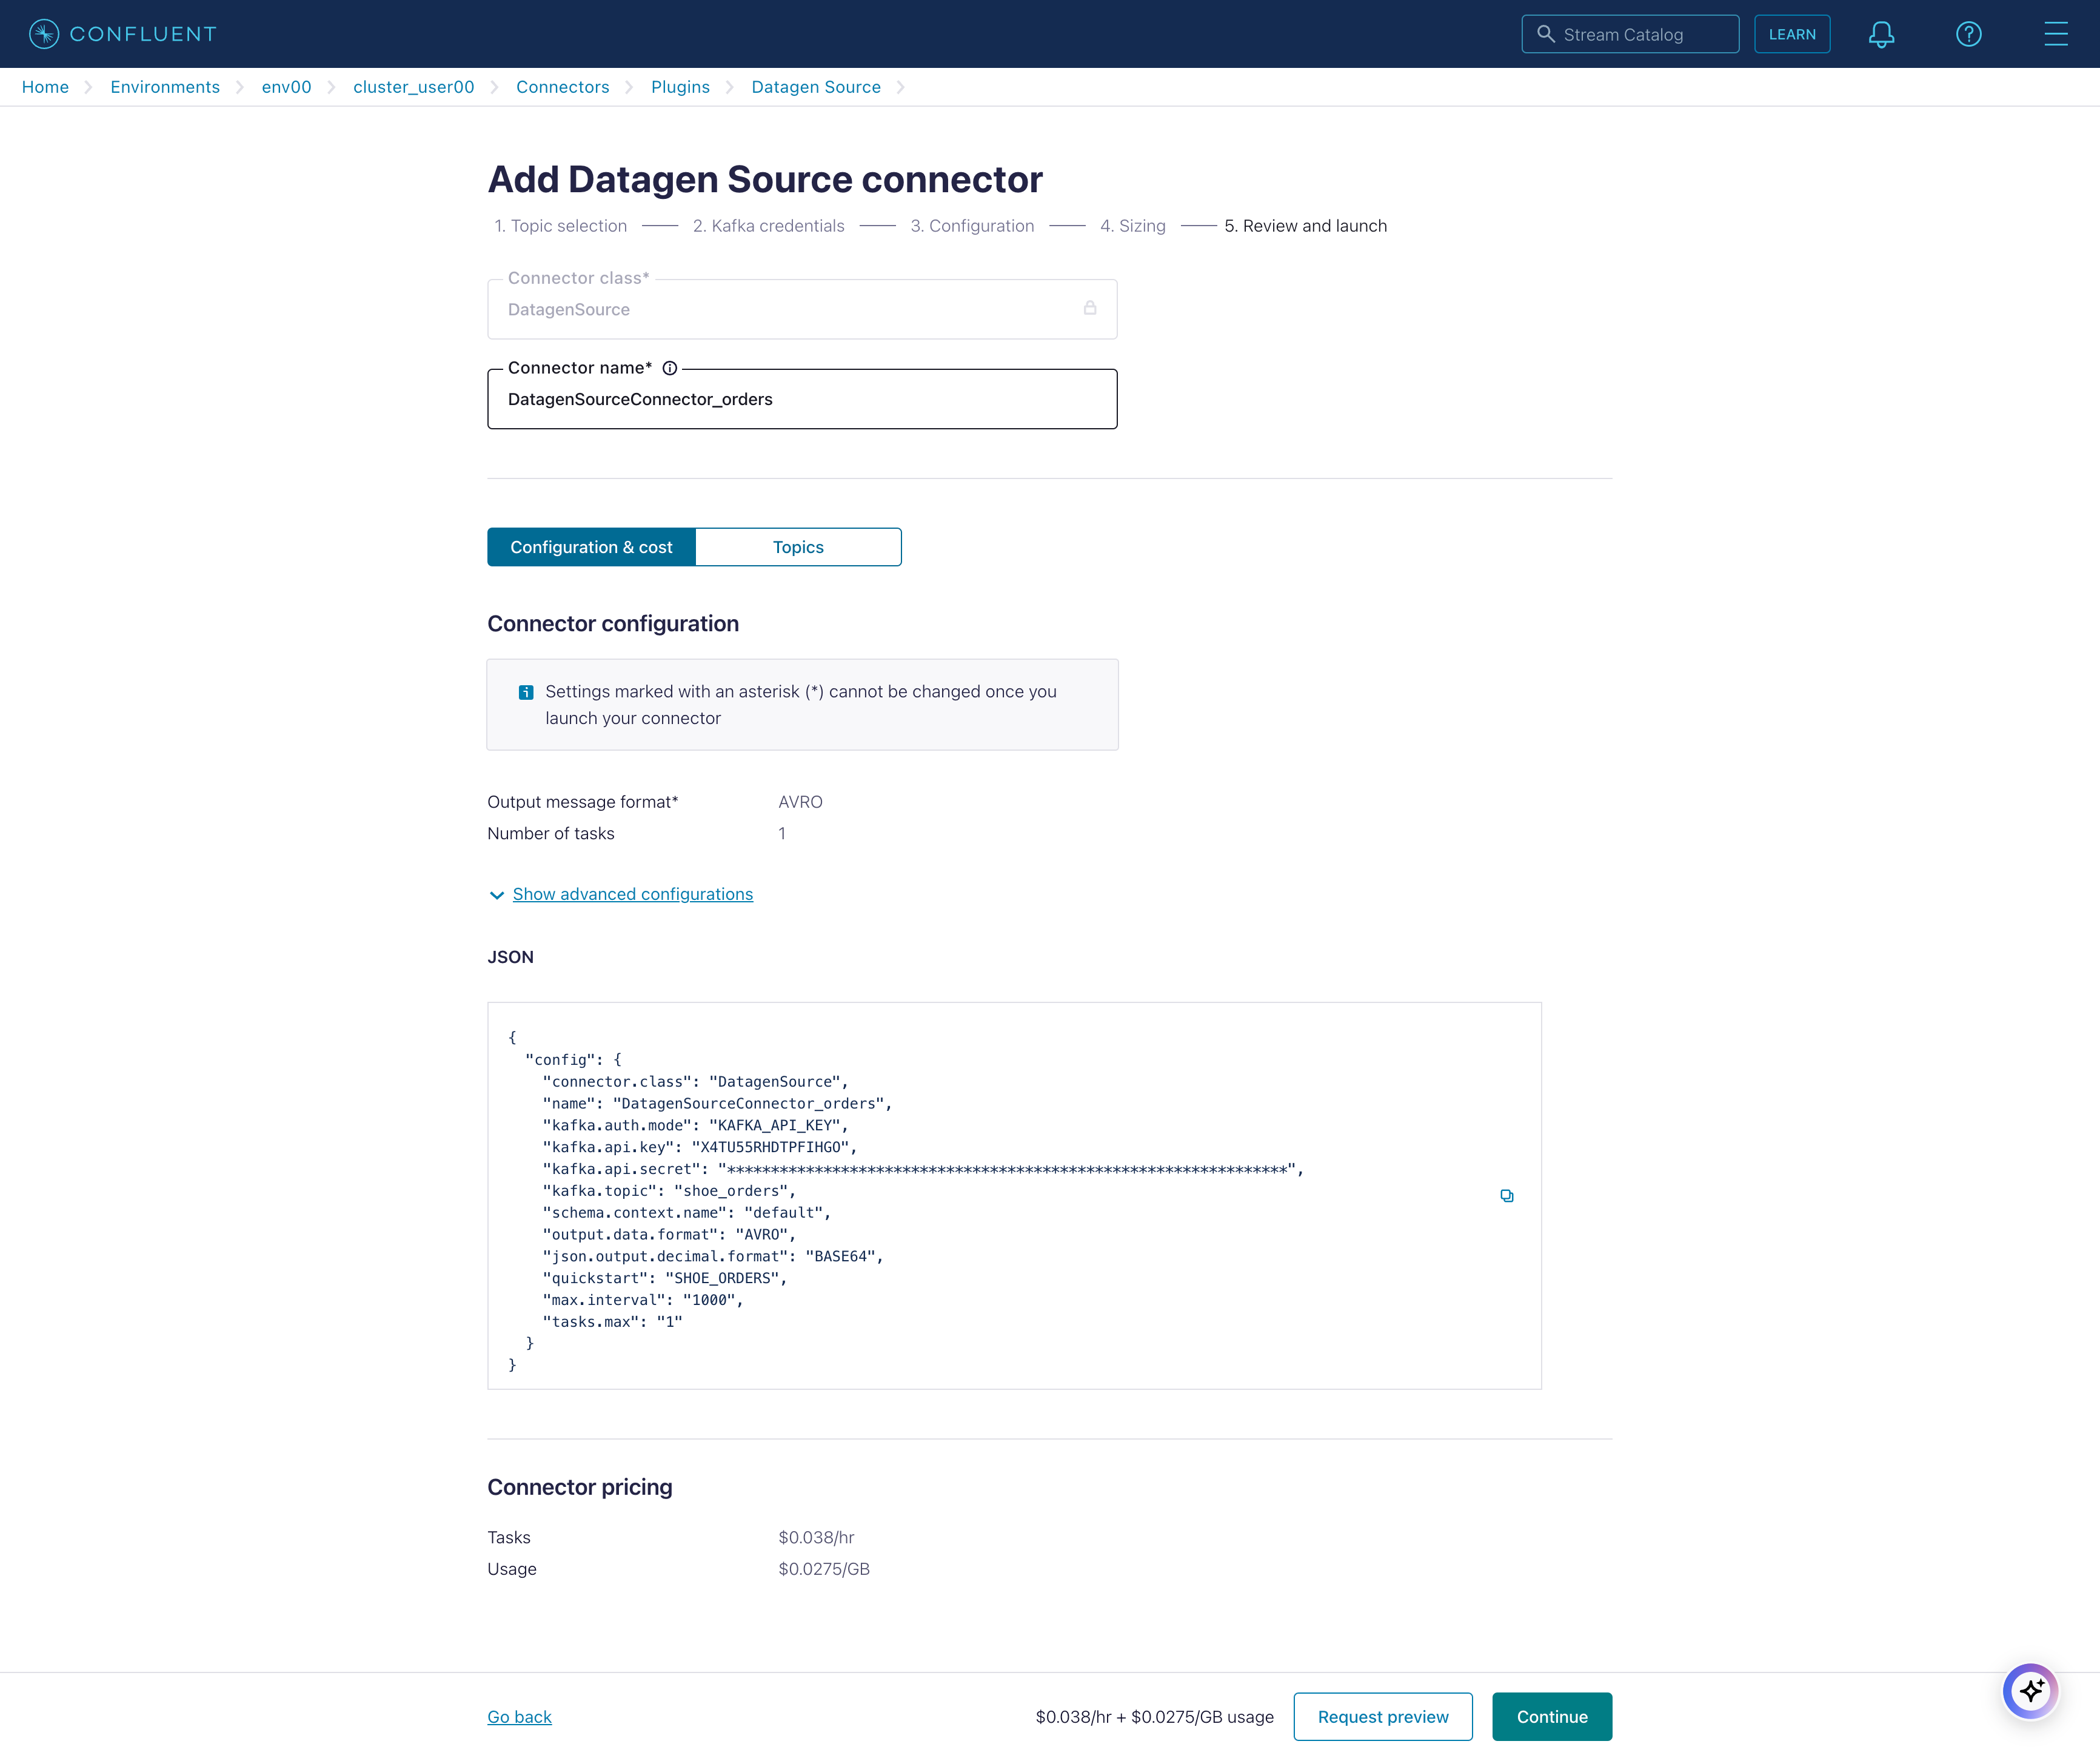 CONFLUENT
Stream Catalog
LEARN
Home
Environments
env00
cluster_user00
Connectors
Plugins
Datagen Source
Add Datagen Source connector
1. Topic selection
2. Kafka credentials
3. Configuration
4. Sizing
5. Review and launch
Connector class*
DatagenSource
Connector name*
DatagenSourceConnector_orders
Configuration & cost
Topics
Connector configuration
Settings marked with an asterisk (*) cannot be changed once you
launch your connector
Output message format* AVRO
Number of tasks 1
Show advanced configurations
JSON
{
"config": {
"connector.class": "DatagenSource",
"name": "DatagenSourceConnector_orders",
"kafka.auth.mode": "KAFKA_API_KEY",
"kafka.api.key": "X4TU55RHDTPFIHGO",
"kafka.api.secret": "****************************************************************",
"kafka.topic": "shoe_orders",
"schema.context.name": "default",
"output.data.format": "AVRO",
"json.output.decimal.format": "BASE64",
"quickstart": "SHOE_ORDERS",
"max.interval": "1000",
"tasks.max": "1"
}
}
Connector pricing
Tasks $0.038/hr
Usage $0.0275/GB
Go back
$0.038/hr + $0.0275/GB usage
Request preview
Continue